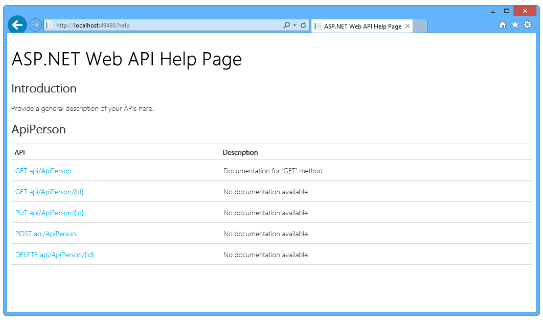 http://localhost:49498/help
ASP.NET Web API Help Page
ASP.NET Web API Help Page
Introduction
Provide a general description of your APIs here.
ApiPerson
API Description
GET api/ApiPerson Documentation for 'GET' method
GET api/ApiPerson/{id} No documentation available.
PUT api/ApiPerson/{id} No documentation available.
POST api/ApiPerson No documentation available.
DELETE api/ApiPerson/{id} No documentation available.